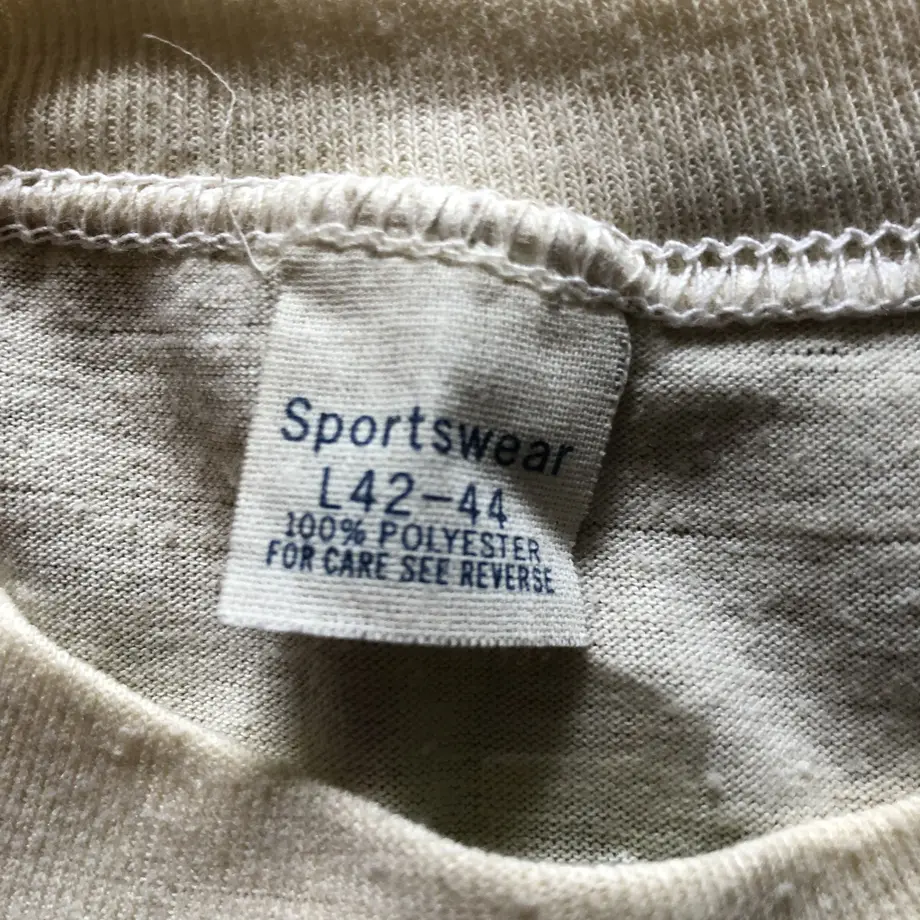 Sportswear
L42-44
100% POLYESTER
FOR CARE SEE REVERSE